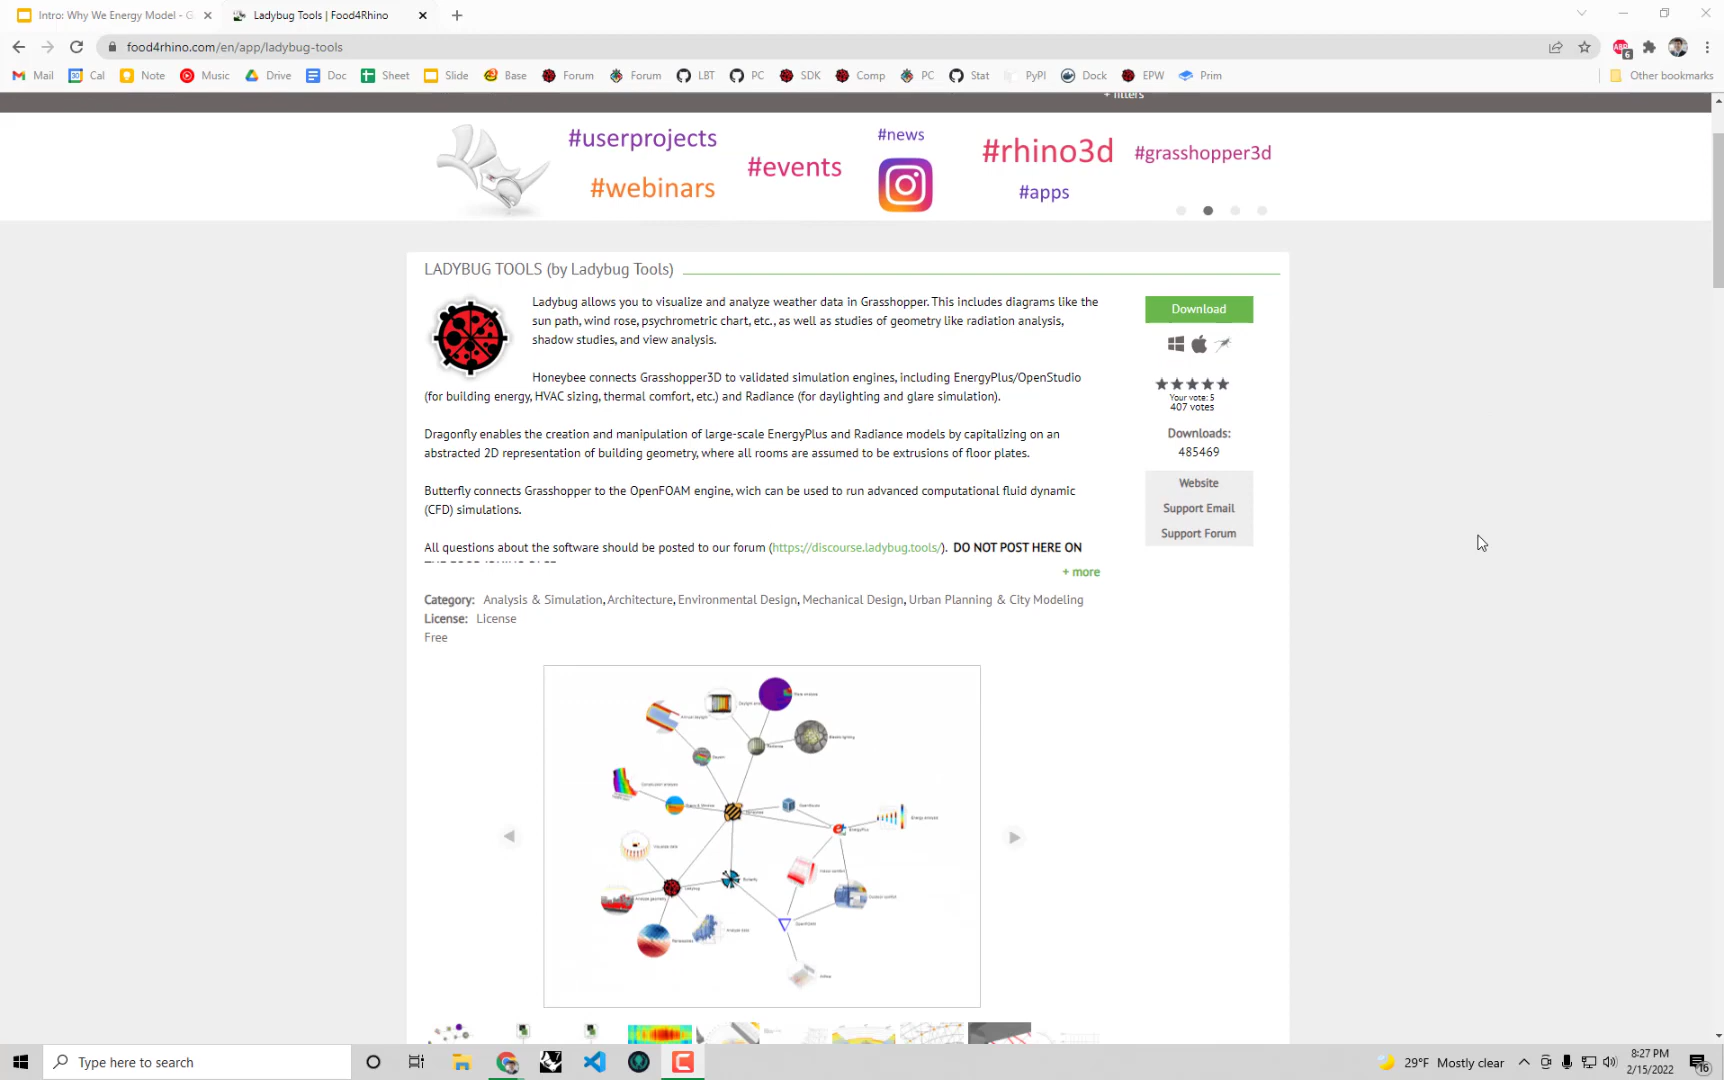 Intro: Why We Energy Model - G
Ladybug Tools | Food4Rhino
food4rhino.com/en/app/ladybug-tools
6
Mail
Cal
Note
Music
Drive
Doc
Sheet
Slide
Base
Forum
Forum
LBT
PC
SDK
Comp
PC
Stat
PyPI
Dock
EPW
Prim
Other bookmarks
+ filters
#userprojects
#webinars
#events
#news
#rhino3d
#apps
#grasshopper3d
LADYBUG TOOLS (by Ladybug Tools)
Ladybug allows you to visualize and analyze weather data in Grasshopper. This includes diagrams like the
sun path, wind rose, psychrometric chart, etc., as well as studies of geometry like radiation analysis,
shadow studies, and view analysis.
Honeybee connects Grasshopper3D to validated simulation engines, including EnergyPlus/OpenStudio
(for building energy, HVAC sizing, thermal comfort, etc.) and Radiance (for daylighting and glare simulation).
Dragonfly enables the creation and manipulation of large-scale EnergyPlus and Radiance models by capitalizing on an
abstracted 2D representation of building geometry, where all rooms are assumed to be extrusions of floor plates.
Butterfly connects Grasshopper to the OpenFOAM engine, wich can be used to run advanced computational fluid dynamic
(CFD) simulations.
All questions about the software should be posted to our forum (https://discourse.ladybug.tools/). DO NOT POST HERE ON
+ more
Category: Analysis & Simulation, Architecture, Environmental Design, Mechanical Design, Urban Planning & City Modeling
License: License
Free
Download
Your vote: 5
407 votes
Downloads:
485469
Website
Support Email
Support Forum
Type here to search
29°F Mostly clear
8:27 PM
2/15/2022
16